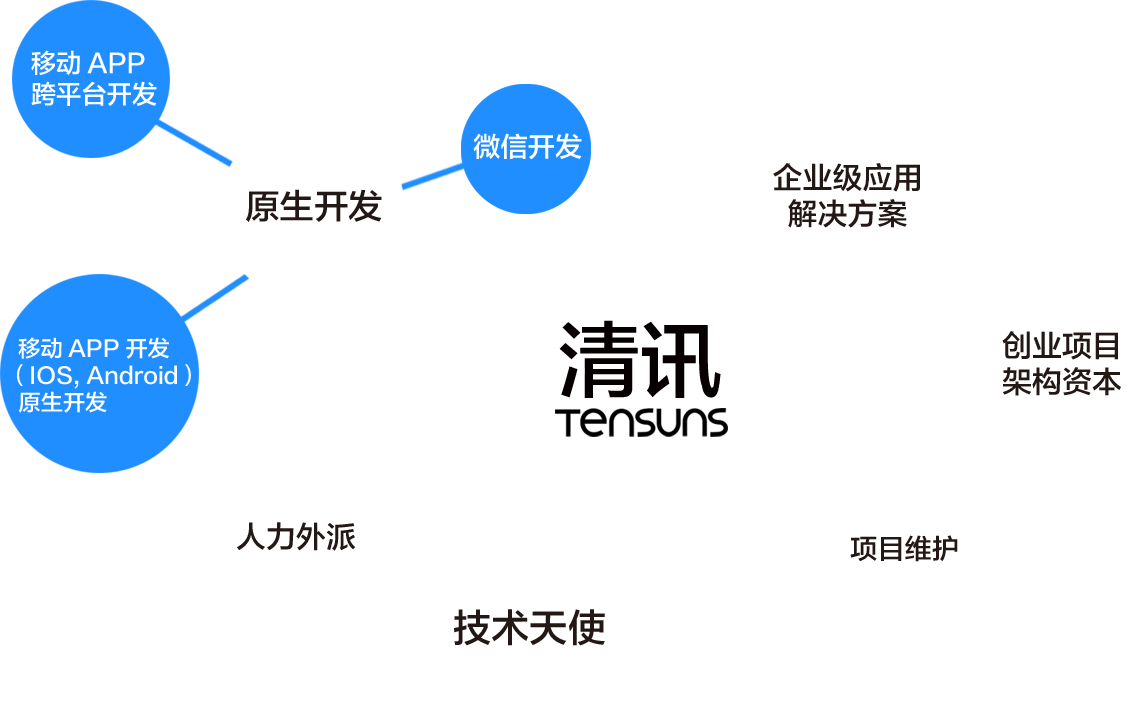 移动 APP
跨平台开发
微信开发
原生开发
企业级应用
解决方案
移动 APP 开发
（IOS, Android）
原生开发
清讯
Tensuns
创业项目
架构资本
人力外派
项目维护
技术天使